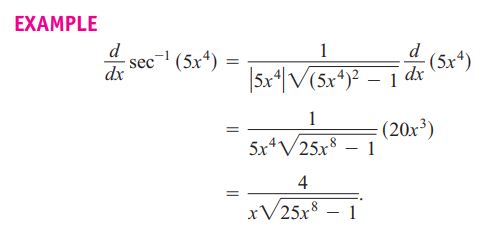 EXAMPLE
d/dx sec⁻¹ (5x⁴) = 1/(|5x⁴|√((5x⁴)² − 1)) d/dx (5x⁴)
= 1/(5x⁴√(25x⁸ − 1)) (20x³)
= 4/(x√(25x⁸ − 1)).